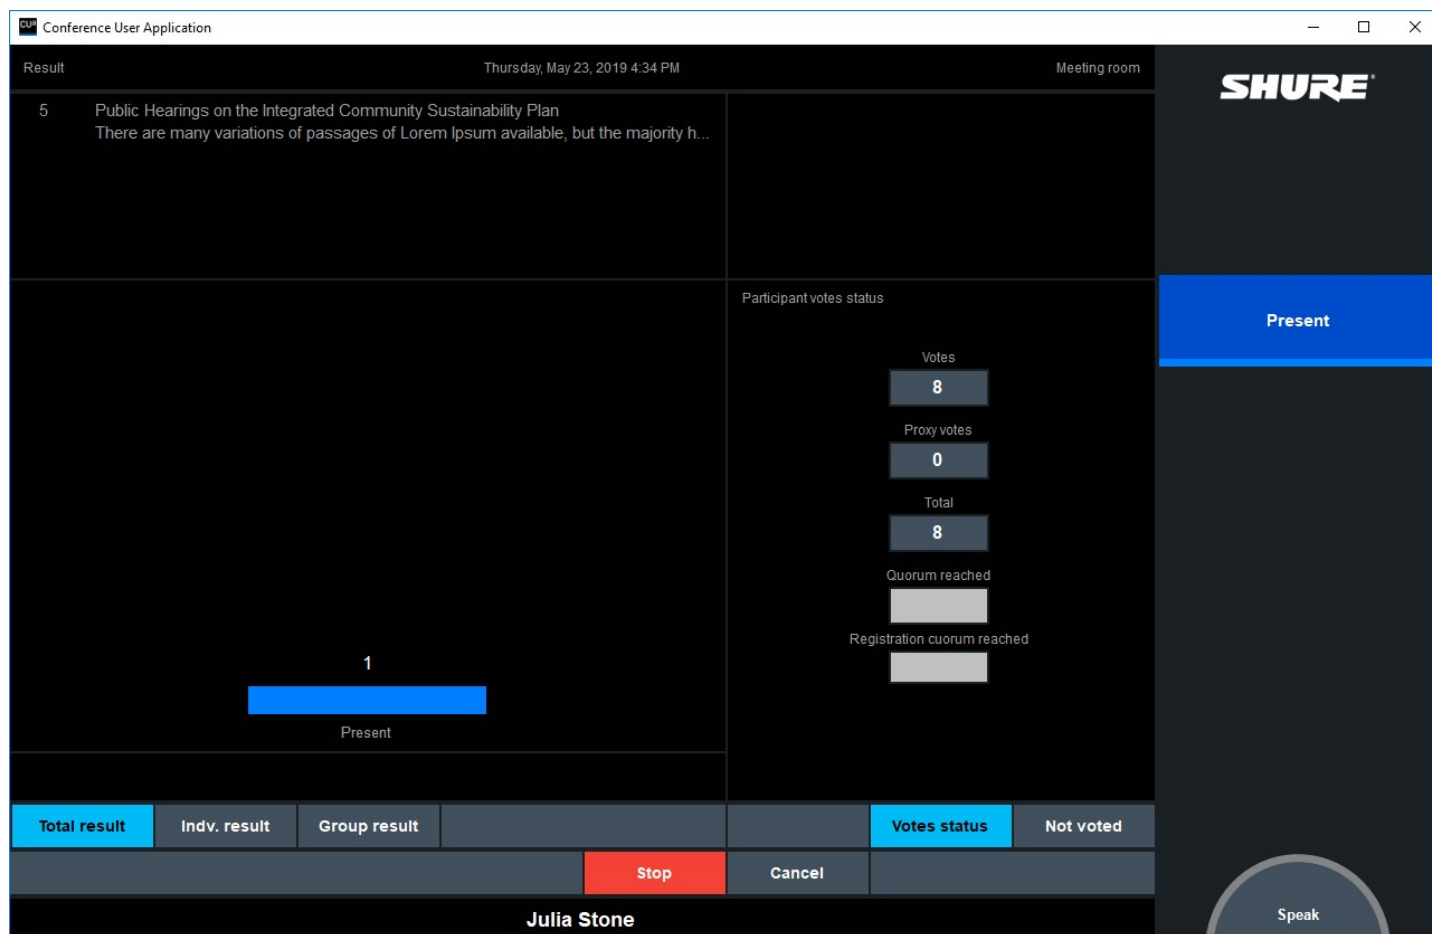 CUa Conference User Application
Result
Thursday, May 23, 2019 4:34 PM
Meeting room
SHURE
5 Public Hearings on the Integrated Community Sustainability Plan
There are many variations of passages of Lorem Ipsum available, but the majority h...
Participant votes status
Present
Votes
8
Proxy votes
0
Total
8
Quorum reached
Registration cuorum reached
1
Present
Total result
Indv. result
Group result
Votes status
Not voted
Stop
Cancel
Julia Stone
Speak